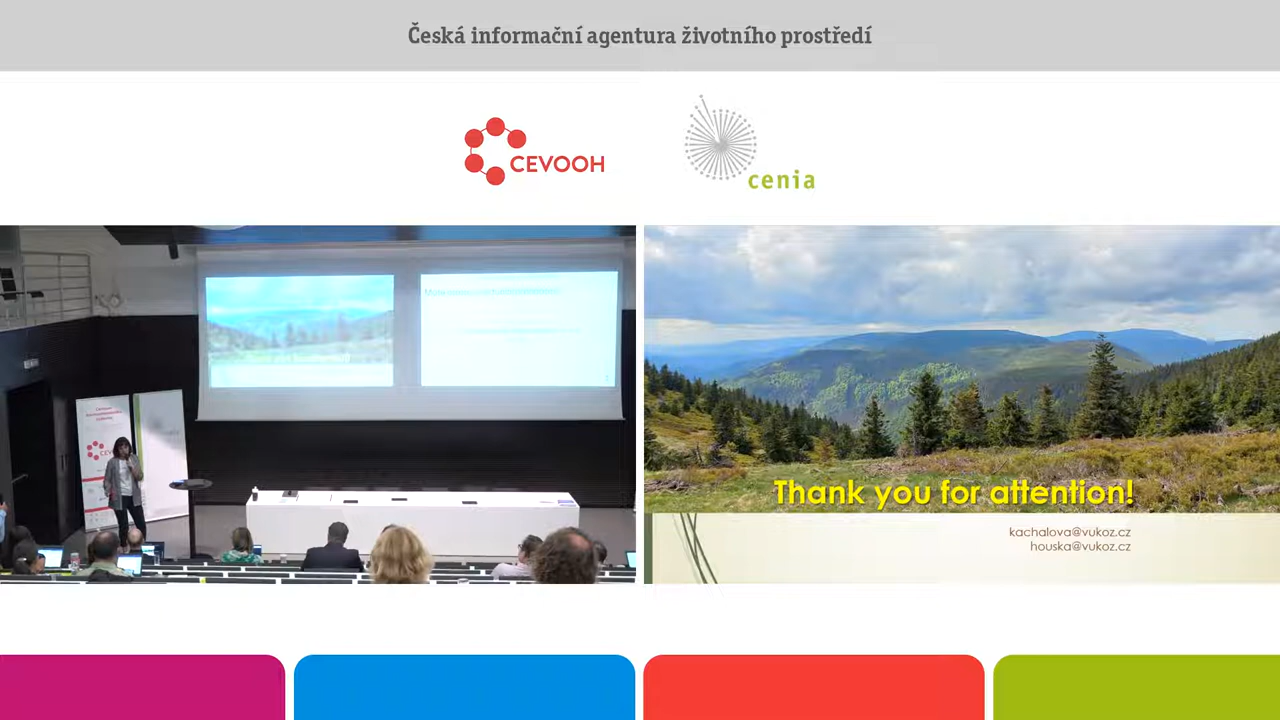 Česká informační agentura životního prostředí
CEVOOH
cenia
Thank you for attention!
kachalova@vukoz.cz
houska@vukoz.cz